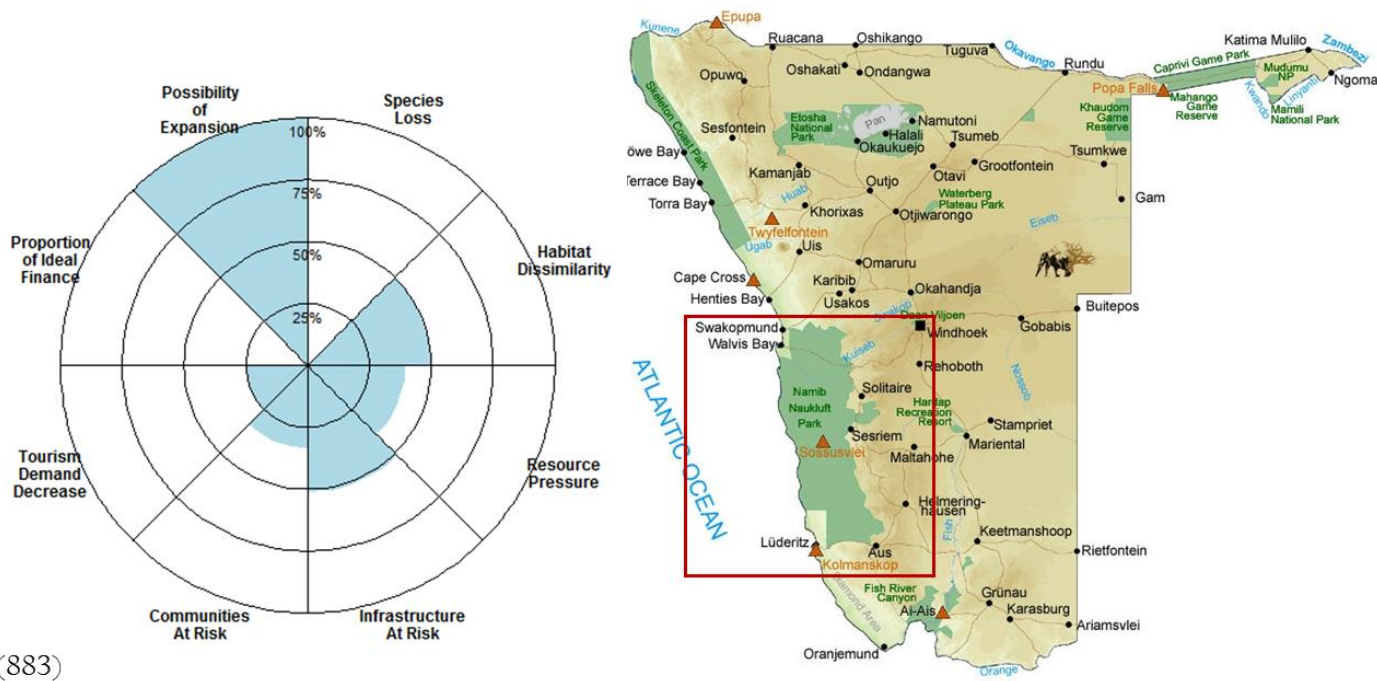 Possibility
of
Expansion
Species
Loss
Habitat
Dissimilarity
Resource
Pressure
Infrastructure
At Risk
Communities
At Risk
Tourism
Demand
Decrease
Proportion
of Ideal
Finance
100%
75%
50%
25%
(883)
Kunene
Epupa
Ruacana
Oshikango
Tuguva
Okavango
Rundu
Katima Mulilo
Zambezi
Caprivi Game Park
Mudumu
NP
Ngoma
Opuwo
Oshakati
Ondangwa
Popa Falls
Kwando
Linyanti
Mahango
Game
Reserve
Mamili
National Park
Khaudom
Game
Reserve
Skeleton Coast Park
Sesfontein
Etosha
National
Park
Pan
Namutoni
Halali
Okaukuejo
Tsumeb
Tsumkwe
öwe Bay
Kamanjab
Otavi
Grootfontein
Terrace Bay
Huab
Outjo
Gam
Torra Bay
Khorixas
Otjiwarongo
Waterberg
Plateau Park
Eiseb
Twyfelfontein
Ugab
Uis
Omaruru
Cape Cross
Karibib
Okahandja
Henties Bay
Usakos
Swakop
Buitepos
Daan Viljoen
Gobabis
Swakopmund
Windhoek
Walvis Bay
Kuiseb
Rehoboth
Nossob
ATLANTIC OCEAN
Namib
Naukluft
Park
Solitaire
Hardap
Recreation
Resort
Stampriet
Sesriem
Mariental
Sossusvlei
Maltahöhe
Helmering-
hausen
Fish
Keetmanshoop
Lüderitz
Aus
Rietfontein
Kolmanskop
Diamond Area
Fish River
Canyon
Grünau
Ai-Ais
Karasburg
Ariamsvlei
Oranjemund
Orange